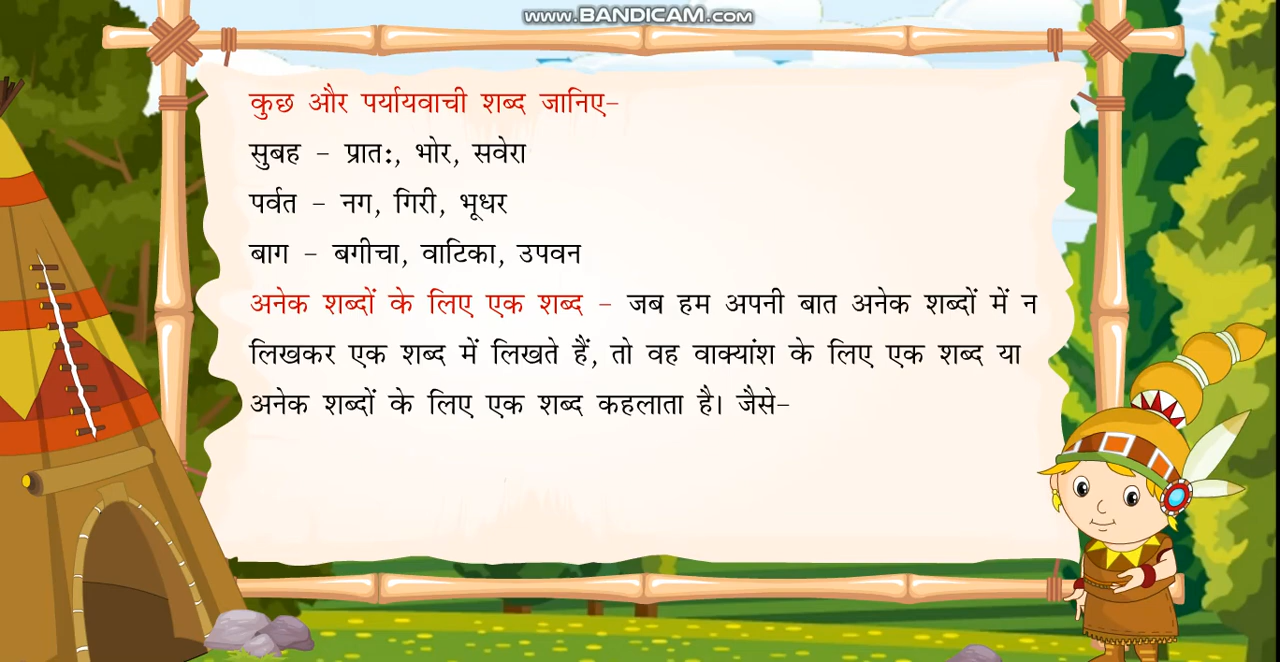 www.BANDICAM.com
कुछ और पर्यायवाची शब्द जानिए-
सुबह - प्रात:, भोर, सवेरा
पर्वत - नग, गिरी, भूधर
बाग - बगीचा, वाटिका, उपवन
अनेक शब्दों के लिए एक शब्द - जब हम अपनी बात अनेक शब्दों में न
लिखकर एक शब्द में लिखते हैं, तो वह वाक्यांश के लिए एक शब्द या
अनेक शब्दों के लिए एक शब्द कहलाता है। जैसे-